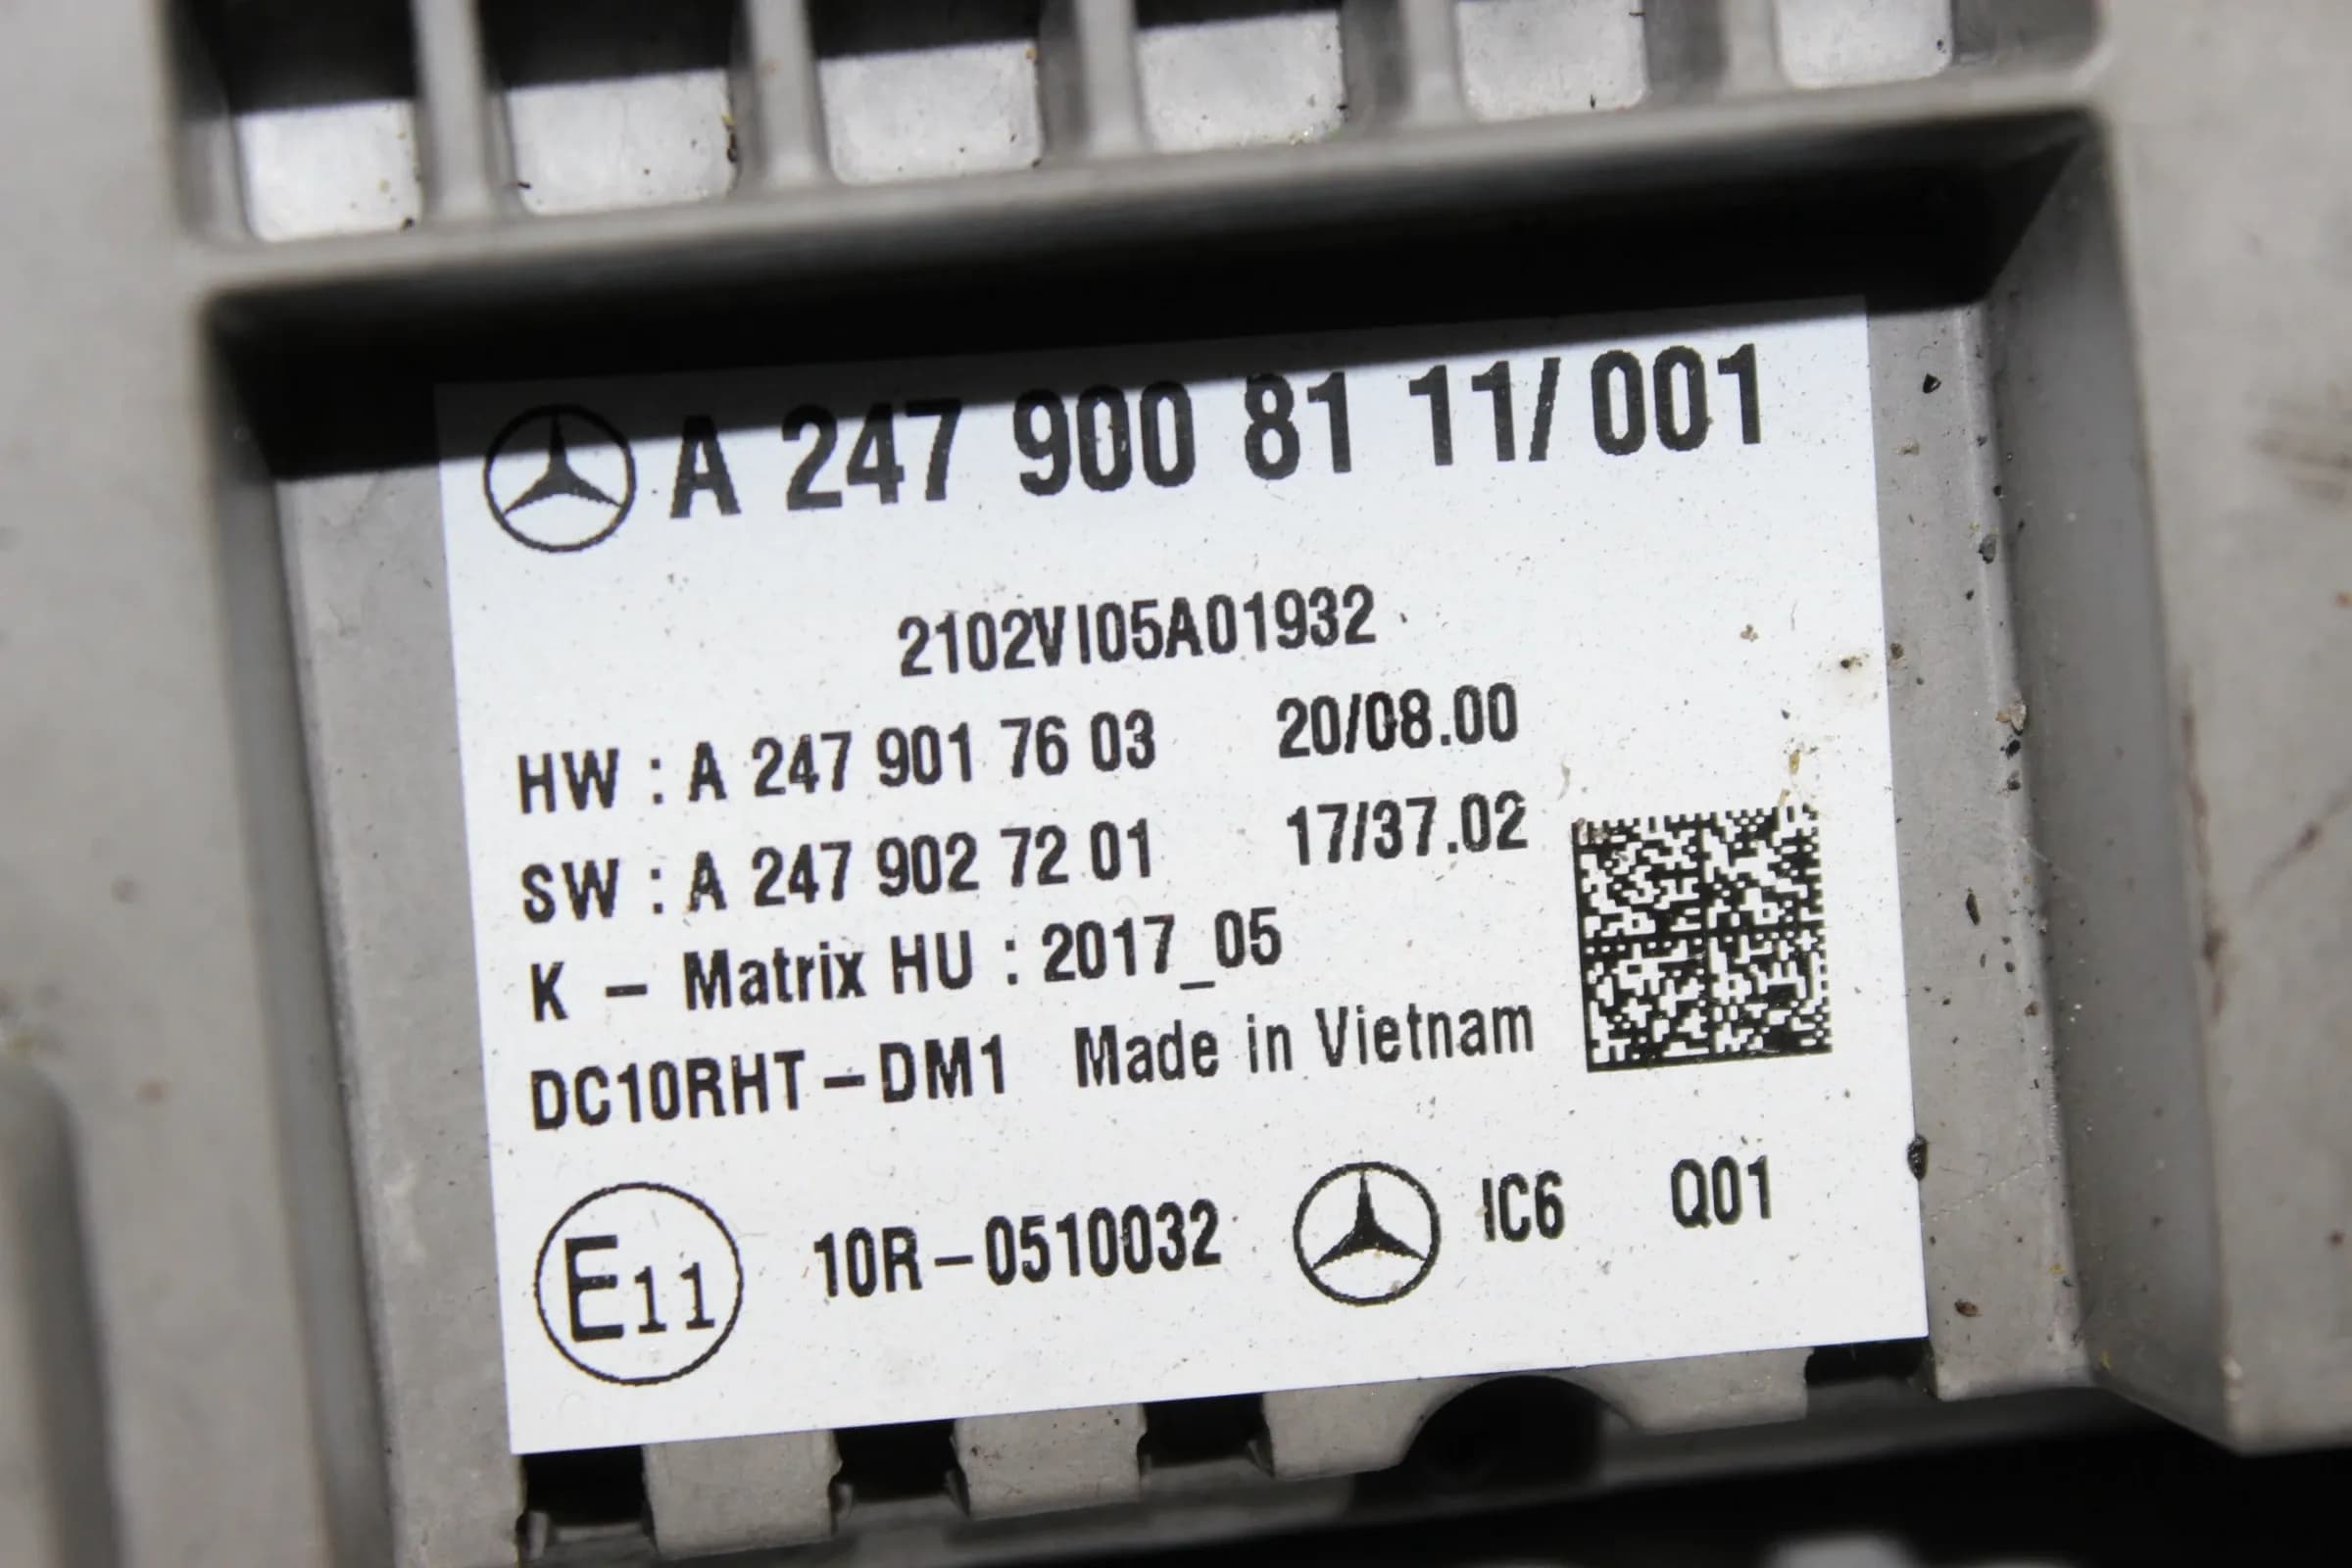 A 247 900 81 11/001
2102VI05A01932
HW : A 247 901 76 03 20/08.00
SW : A 247 902 72 01 17/37.02
K - Matrix HU : 2017_05
DC10RHT - DM1 Made in Vietnam
E11 10R-0510032 IC6 Q01